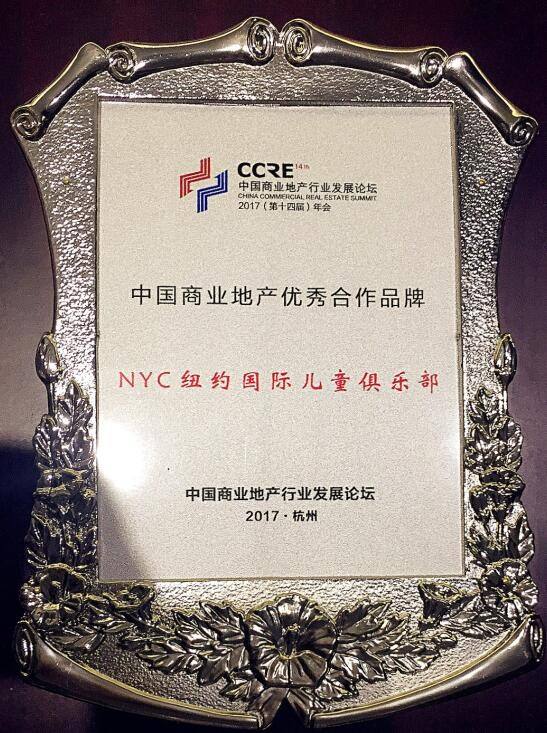 CCRE 14th
中国商业地产行业发展论坛
CHINA COMMERCIAL REAL ESTATE SUMMIT
2017（第十四届）年会
中国商业地产优秀合作品牌
NYC纽约国际儿童俱乐部
中国商业地产行业发展论坛
2017·杭州